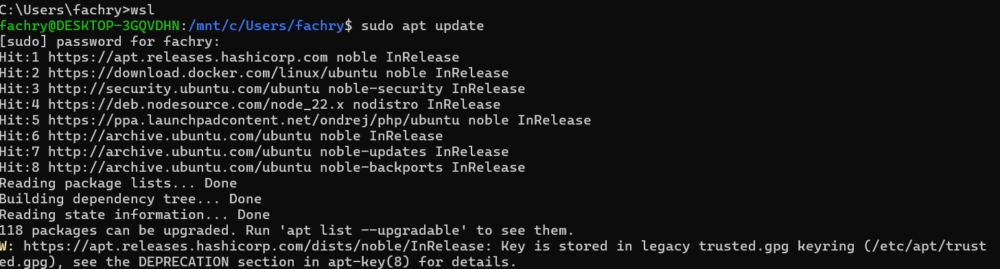 C:\Users\fachry>wsl
fachry@DESKTOP-3GQVDHN:/mnt/c/Users/fachry$ sudo apt update
[sudo] password for fachry:
Hit:1 https://apt.releases.hashicorp.com noble InRelease
Hit:2 https://download.docker.com/linux/ubuntu noble InRelease
Hit:3 http://security.ubuntu.com/ubuntu noble-security InRelease
Hit:4 https://deb.nodesource.com/node_22.x nodistro InRelease
Hit:5 https://ppa.launchpadcontent.net/ondrej/php/ubuntu noble InRelease
Hit:6 http://archive.ubuntu.com/ubuntu noble InRelease
Hit:7 http://archive.ubuntu.com/ubuntu noble-updates InRelease
Hit:8 http://archive.ubuntu.com/ubuntu noble-backports InRelease
Reading package lists... Done
Building dependency tree... Done
Reading state information... Done
118 packages can be upgraded. Run 'apt list --upgradable' to see them.
W: https://apt.releases.hashicorp.com/dists/noble/InRelease: Key is stored in legacy trusted.gpg keyring (/etc/apt/trust
ed.gpg), see the DEPRECATION section in apt-key(8) for details.